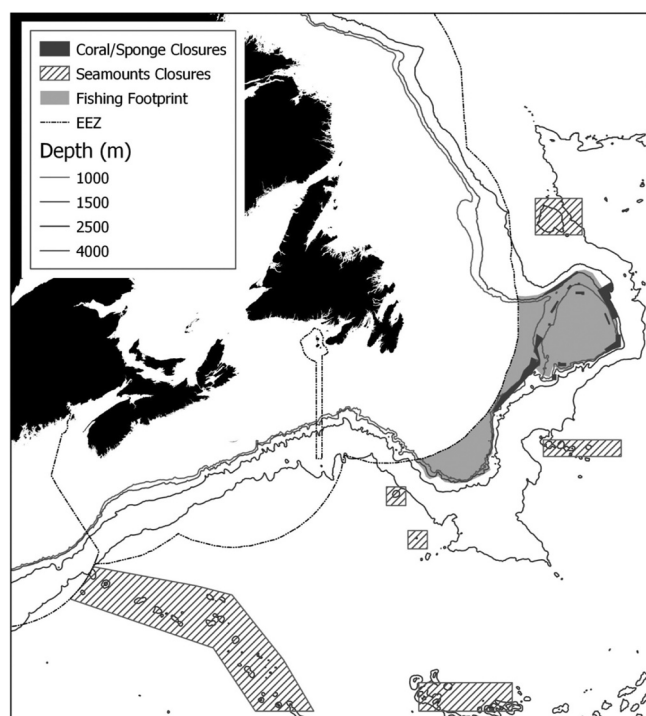 Coral/Sponge Closures
Seamounts Closures
Fishing Footprint
EEZ
Depth (m)
1000
1500
2500
4000